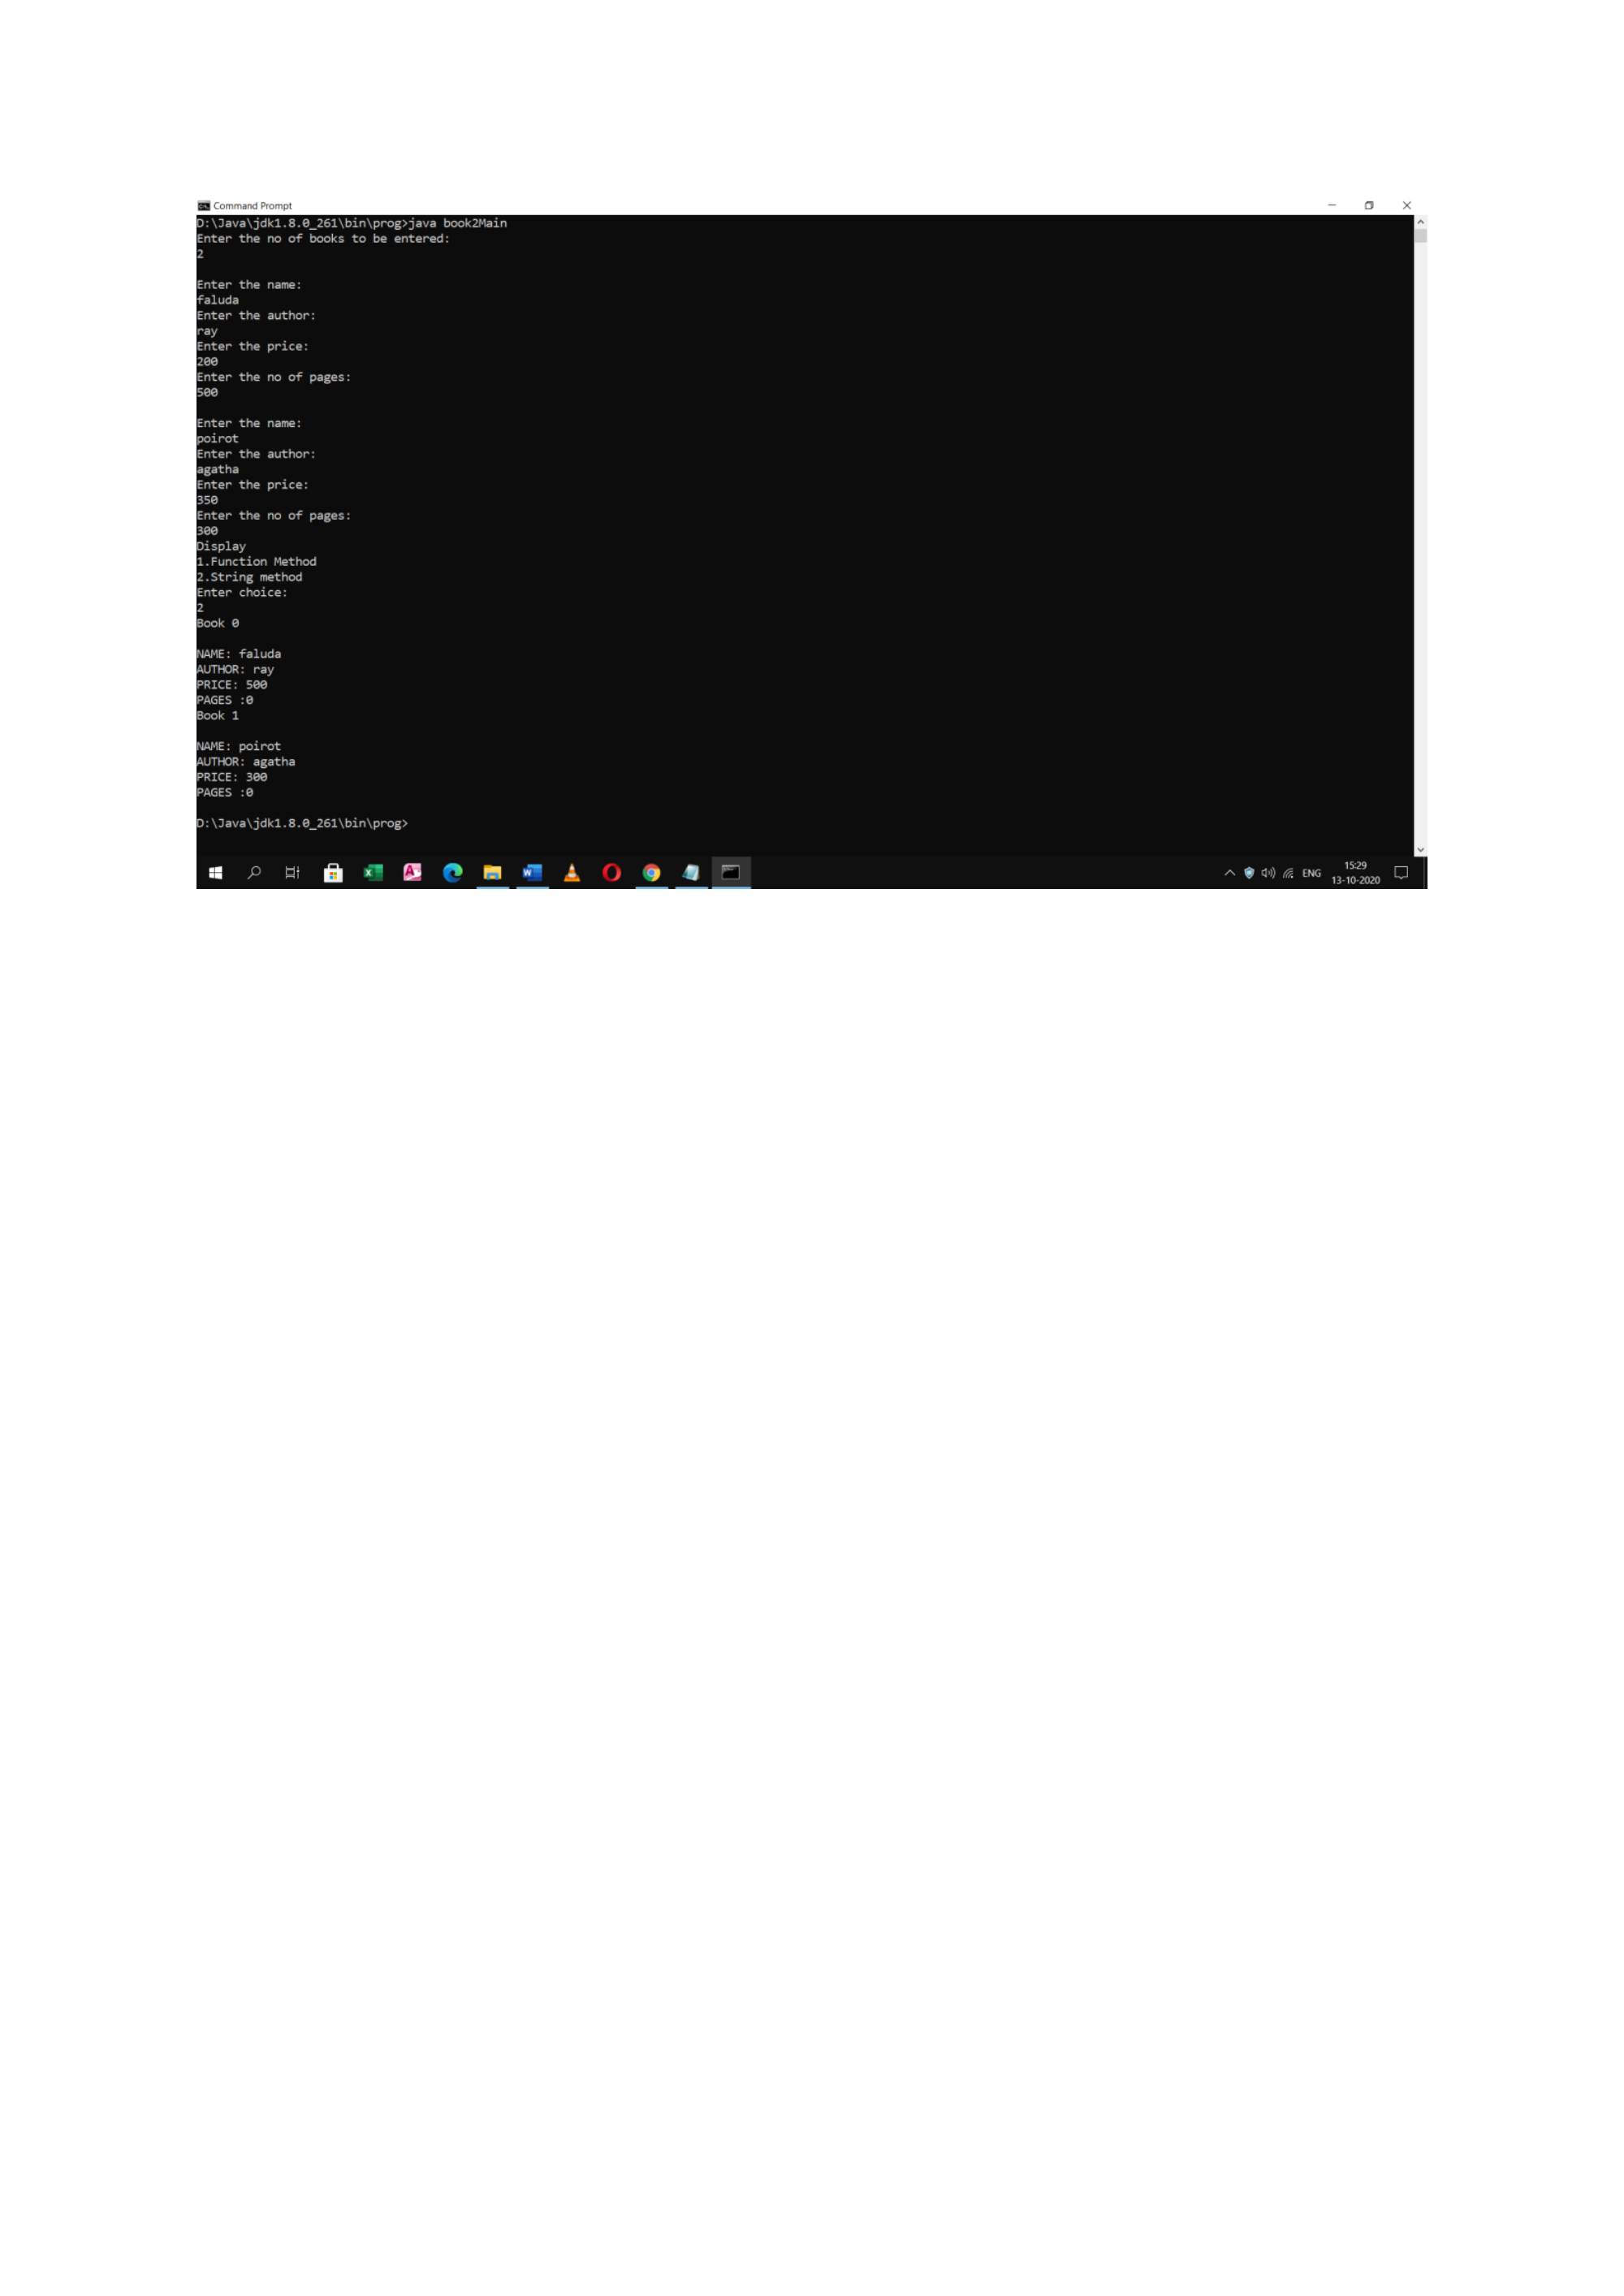 Command Prompt
D:\Java\jdk1.8.0_261\bin\prog>java book2Main
Enter the no of books to be entered:
2
Enter the name:
faluda
Enter the author:
ray
Enter the price:
200
Enter the no of pages:
500
Enter the name:
poirot
Enter the author:
agatha
Enter the price:
350
Enter the no of pages:
300
Display
1.Function Method
2.String method
Enter choice:
2
Book 0
NAME: faluda
AUTHOR: ray
PRICE: 500
PAGES :0
Book 1
NAME: poirot
AUTHOR: agatha
PRICE: 300
PAGES :0
D:\Java\jdk1.8.0_261\bin\prog>
ENG
15:29
13-10-2020